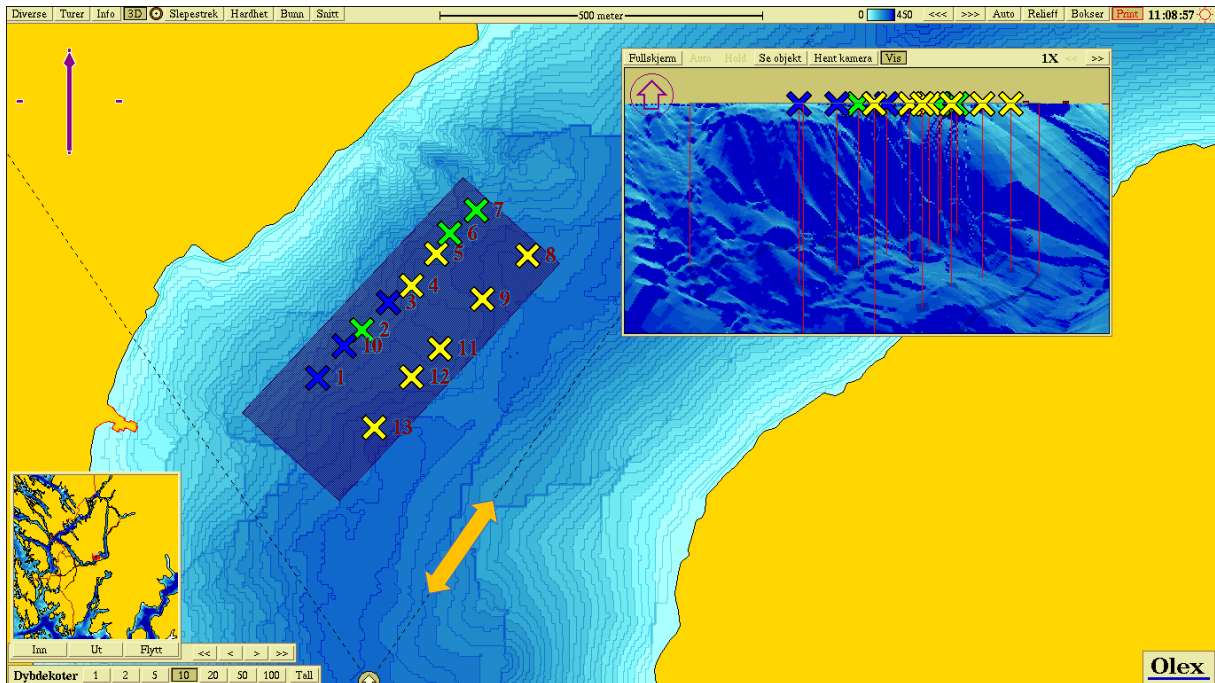 Diverse Turer Info 3D Slepestrek Hardhet Bunn Snitt 500 meter 0 450 <<< >>> Auto Relieff Bokser Print 11:08:57
Fullskjerm Auto Hold Se objekt Hent kamera Vis 1X << >>
7
6
5
8
4
9
3
2
10
11
1
12
13
Inn Ut Flytt << < > >>
Dybdekoter 1 2 5 10 20 50 100 Tall
Olex